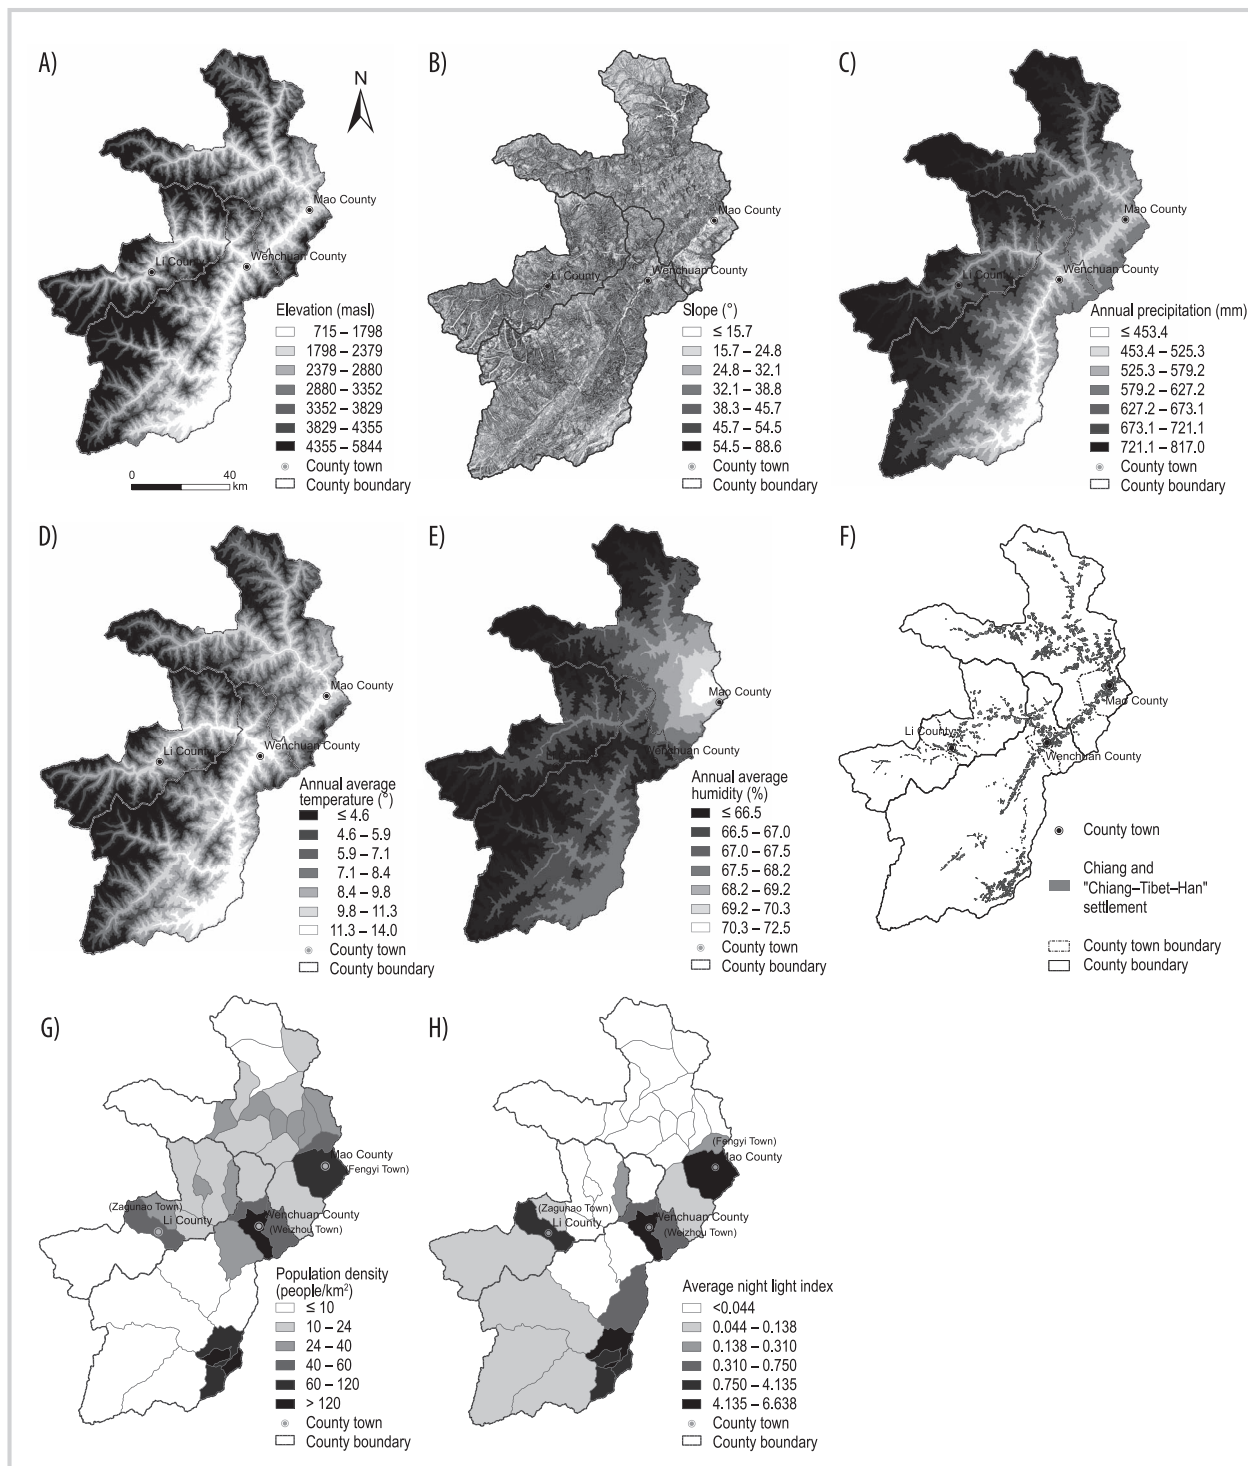 A)
N
Mao County
Li County
Wenchuan County
Elevation (masl)
715 – 1798
1798 – 2379
2379 – 2880
2880 – 3352
3352 – 3829
3829 – 4355
4355 – 5844
County town
County boundary
0 40
km
B)
Mao County
Li County
Wenchuan County
Slope (°)
≤ 15.7
15.7 – 24.8
24.8 – 32.1
32.1 – 38.8
38.3 – 45.7
45.7 – 54.5
54.5 – 88.6
County town
County boundary
C)
Mao County
Li County
Wenchuan County
Annual precipitation (mm)
≤ 453.4
453.4 – 525.3
525.3 – 579.2
579.2 – 627.2
627.2 – 673.1
673.1 – 721.1
721.1 – 817.0
County town
County boundary
D)
Mao County
Li County
Wenchuan County
Annual average
temperature (°)
≤ 4.6
4.6 – 5.9
5.9 – 7.1
7.1 – 8.4
8.4 – 9.8
9.8 – 11.3
11.3 – 14.0
County town
County boundary
E)
Mao County
Wenchuan County
Annual average
humidity (%)
≤ 66.5
66.5 – 67.0
67.0 – 67.5
67.5 – 68.2
68.2 – 69.2
69.2 – 70.3
70.3 – 72.5
County town
County boundary
F)
Mao County
Li County
Wenchuan County
County town
Chiang and
"Chiang–Tibet–Han"
settlement
County town boundary
County boundary
G)
Mao County
(Fengyi Town)
(Zagunao Town)
Li County
Wenchuan County
(Weizhou Town)
Population density
(people/km²)
≤ 10
10 – 24
24 – 40
40 – 60
60 – 120
> 120
County town
County boundary
H)
(Fengyi Town)
Mao County
(Zagunao Town)
Li County
Wenchuan County
(Weizhou Town)
Average night light index
<0.044
0.044 – 0.138
0.138 – 0.310
0.310 – 0.750
0.750 – 4.135
4.135 – 6.638
County town
County boundary